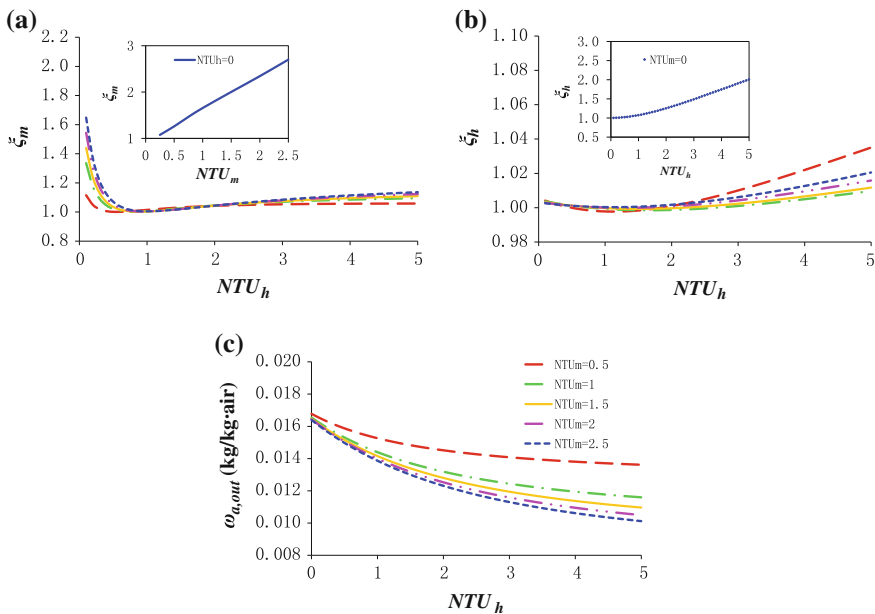 (a)
2.2
2.0
1.8
1.6
1.4
1.2
1.0
0.8
ξm
0 1 2 3 4 5
NTUh
3
2
1
ξm
NTUh=0
0 0.5 1 1.5 2 2.5
NTUm
(b)
1.10
1.08
1.06
1.04
1.02
1.00
0.98
ξh
0 1 2 3 4 5
NTUh
3.0
2.5
2.0
1.5
1.0
0.5
0.0
ξh
NTUm=0
0 1 2 3 4 5
NTUh
(c)
0.020
0.018
0.016
0.014
0.012
0.010
0.008
ωa,out (kg/kg·air)
0 1 2 3 4 5
NTUh
NTUm=0.5
NTUm=1
NTUm=1.5
NTUm=2
NTUm=2.5